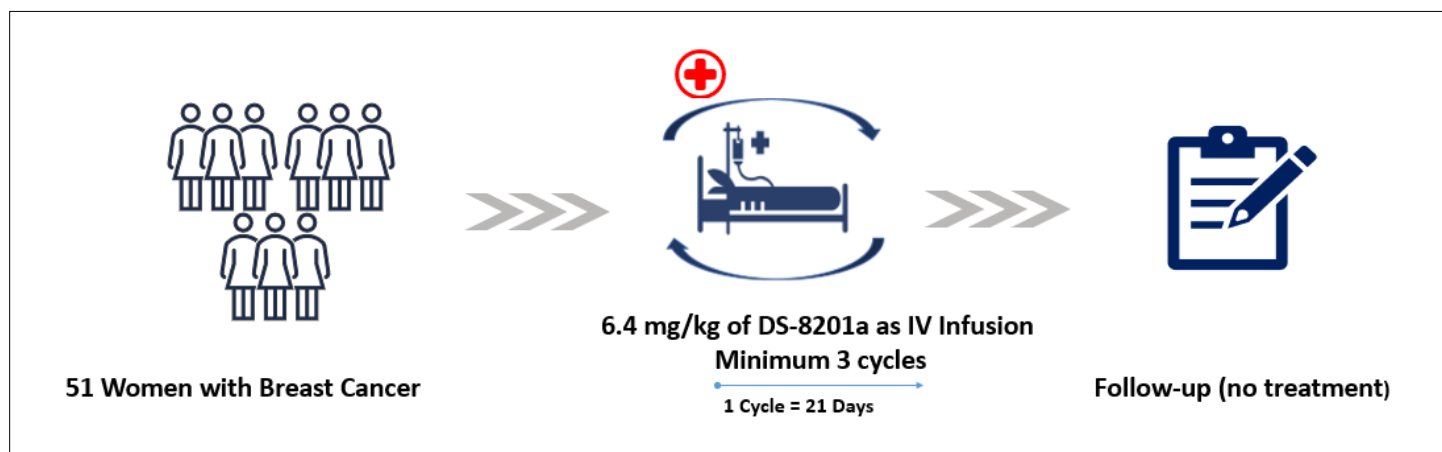 51 Women with Breast Cancer
6.4 mg/kg of DS-8201a as IV Infusion
Minimum 3 cycles
1 Cycle = 21 Days
Follow-up (no treatment)